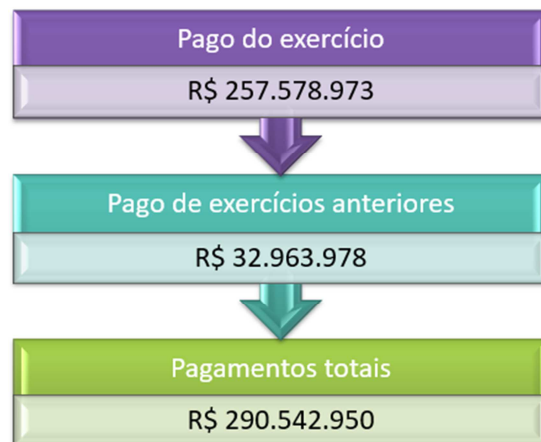 Pago do exercício
R$ 257.578.973
Pago de exercícios anteriores
R$ 32.963.978
Pagamentos totais
R$ 290.542.950